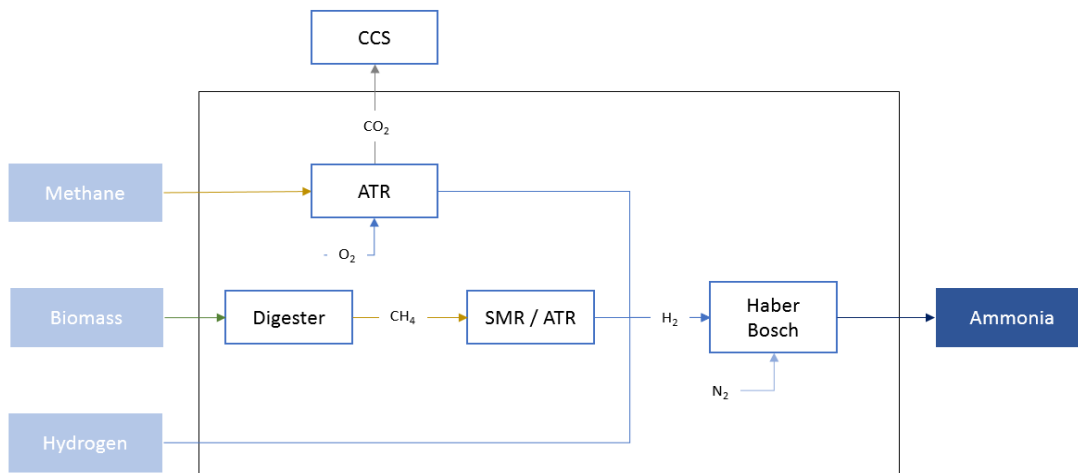 CCS
CO₂
Methane
ATR
O₂
Biomass
Digester
CH₄
SMR / ATR
H₂
Haber
Bosch
Ammonia
N₂
Hydrogen